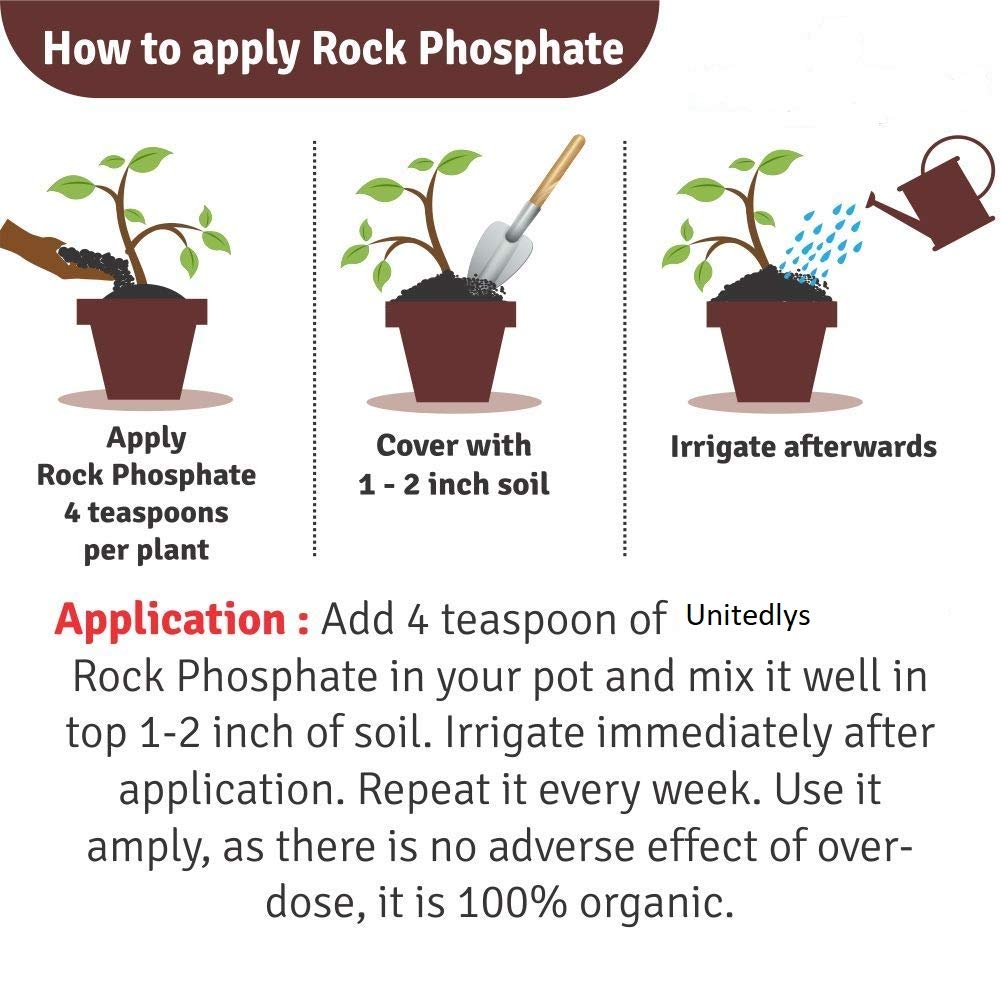 How to apply Rock Phosphate
Apply
Rock Phosphate
4 teaspoons
per plant
Cover with
1 - 2 inch soil
Irrigate afterwards
Application : Add 4 teaspoon of Unitedlys
Rock Phosphate in your pot and mix it well in
top 1-2 inch of soil. Irrigate immediately after
application. Repeat it every week. Use it
amply, as there is no adverse effect of over-
dose, it is 100% organic.